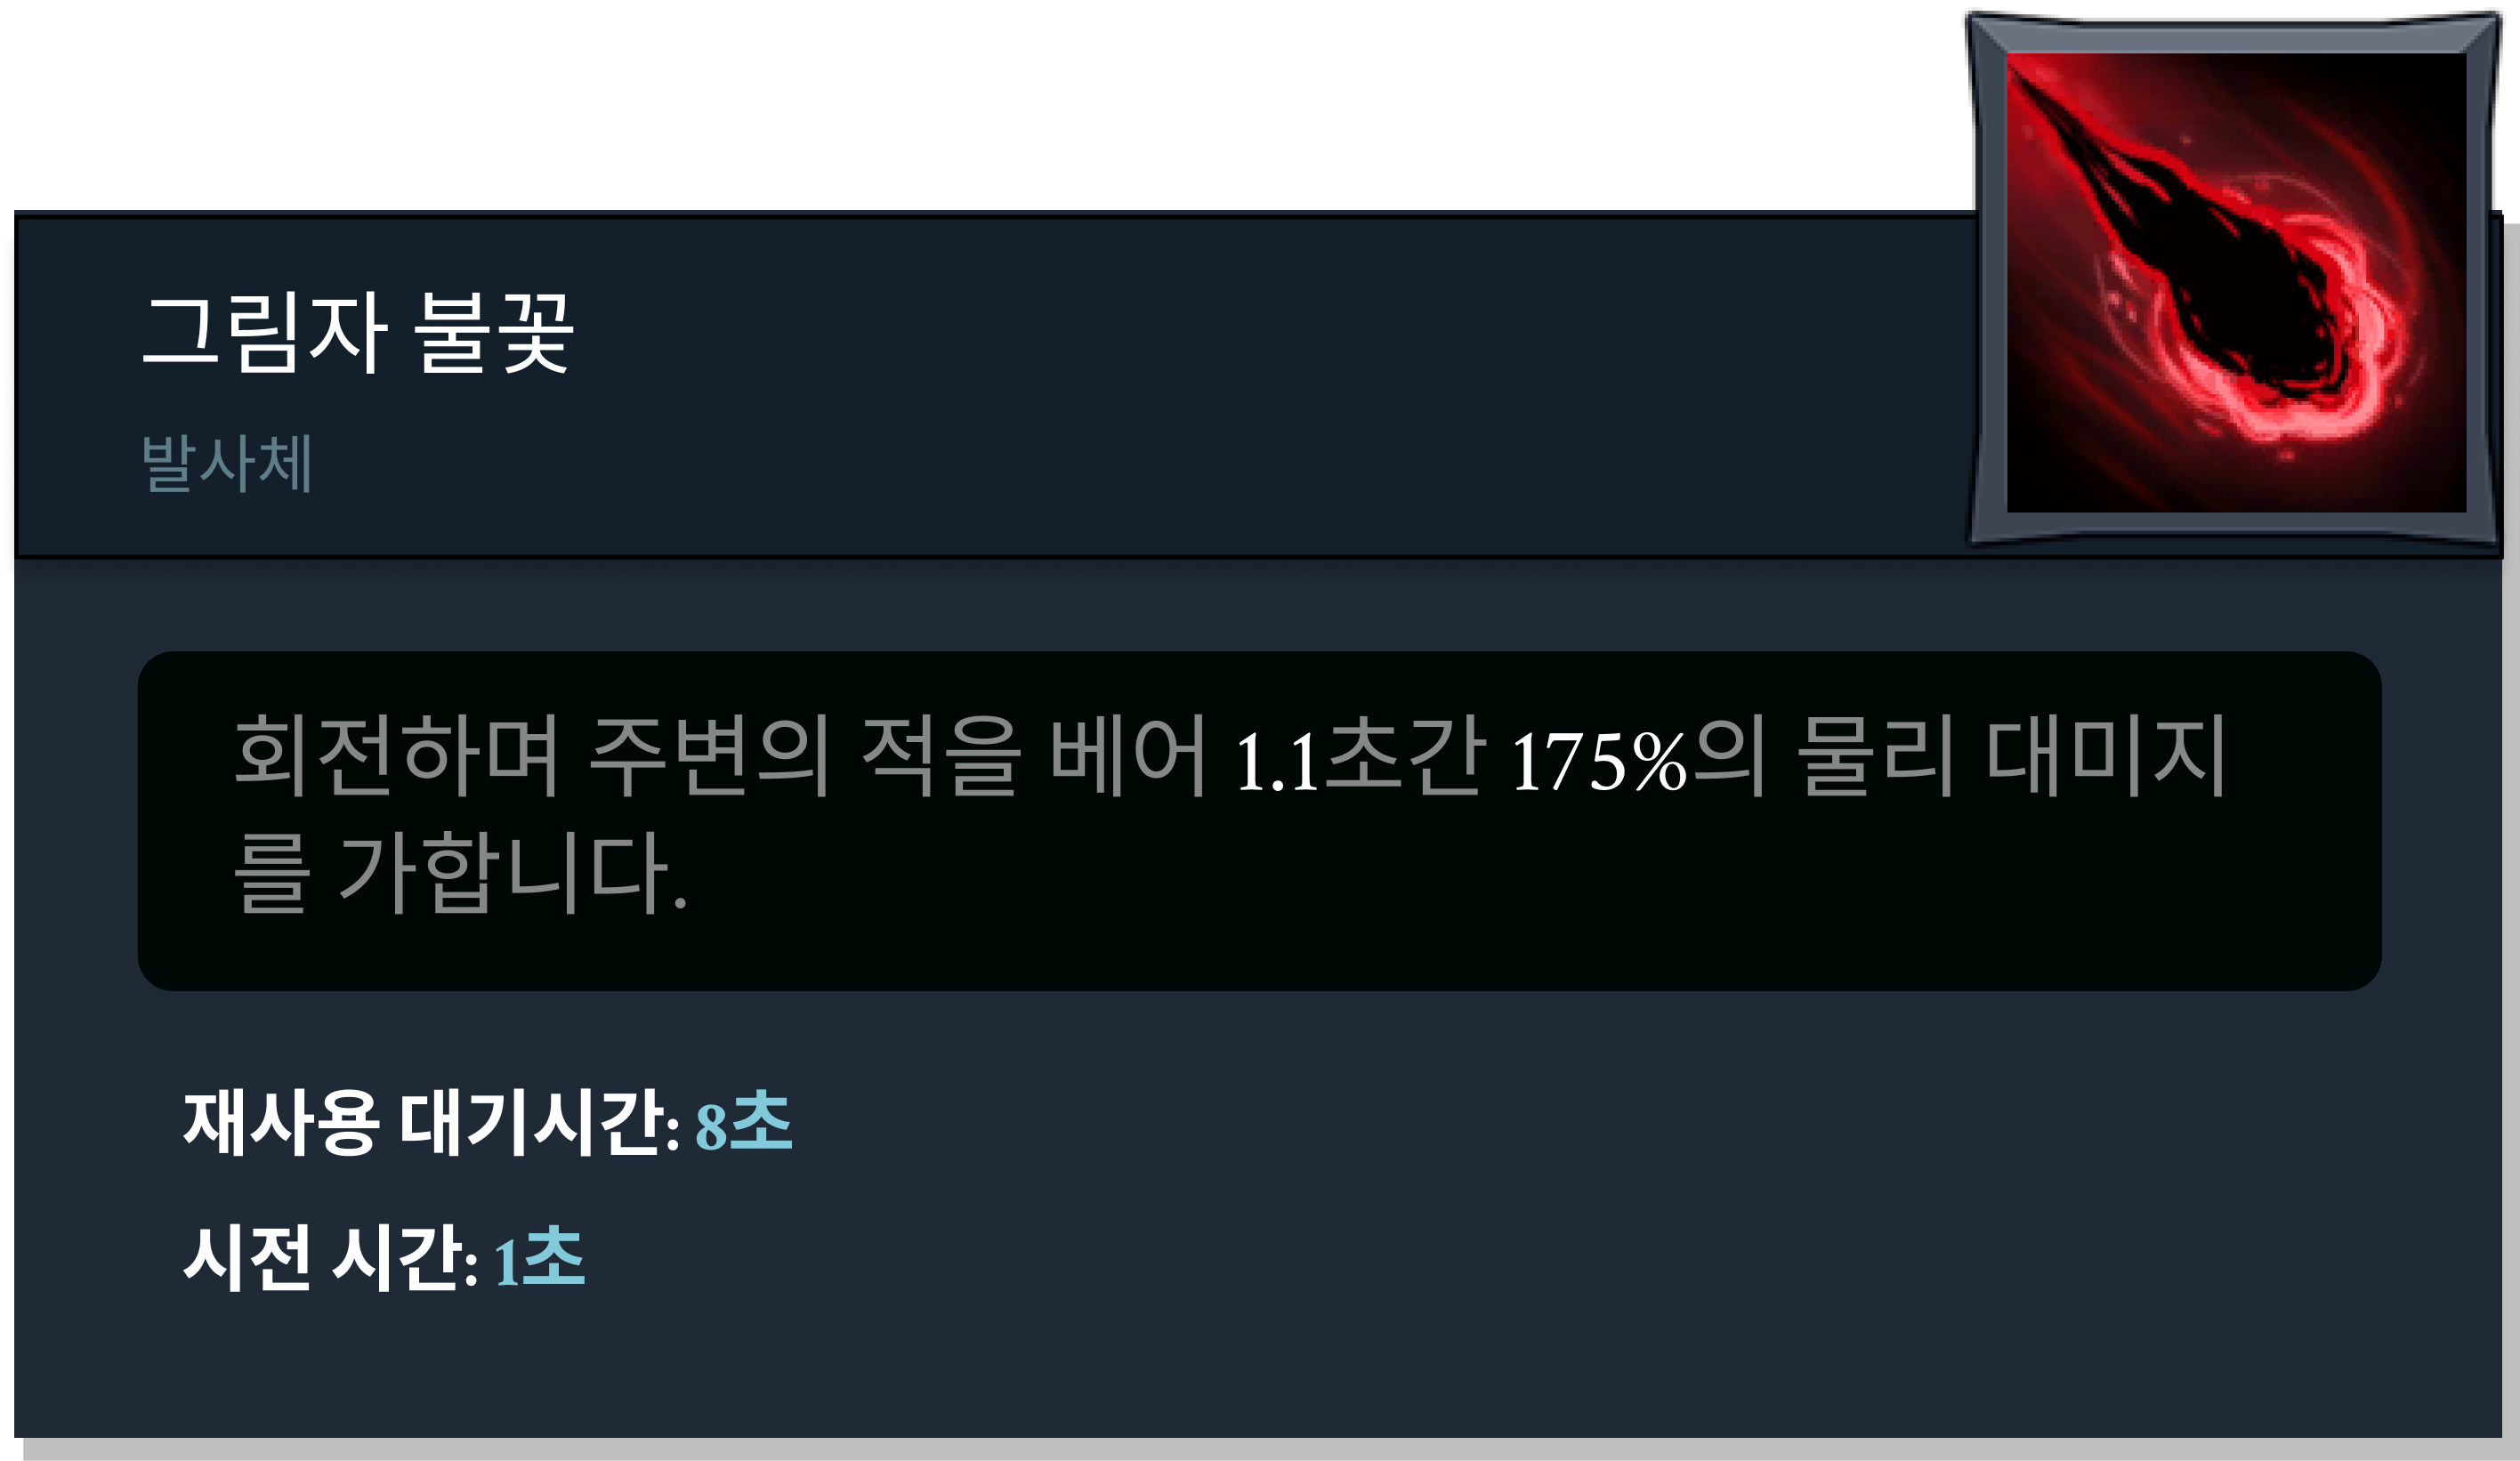 그림자 불꽃
발사체
회전하며 주변의 적을 베어 1.1초간 175%의 물리 대미지
를 가합니다.
재사용 대기시간: 8초
시전 시간: 1초